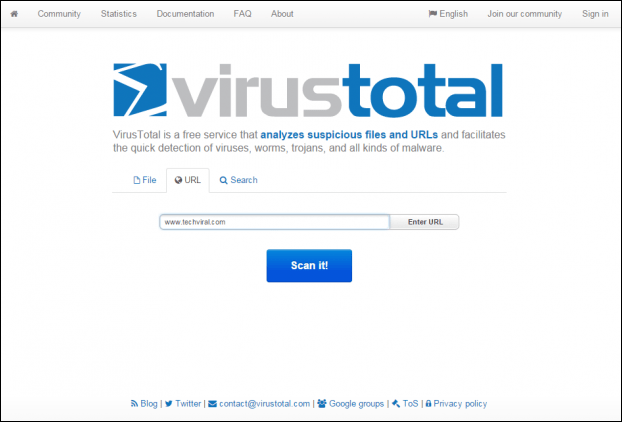 Community Statistics Documentation FAQ About English Join our community Sign in
virustotal
VirusTotal is a free service that analyzes suspicious files and URLs and facilitates
the quick detection of viruses, worms, trojans, and all kinds of malware.
File URL Search
www.techviral.com Enter URL
Scan it!
Blog | Twitter | contact@virustotal.com | Google groups | ToS | Privacy policy